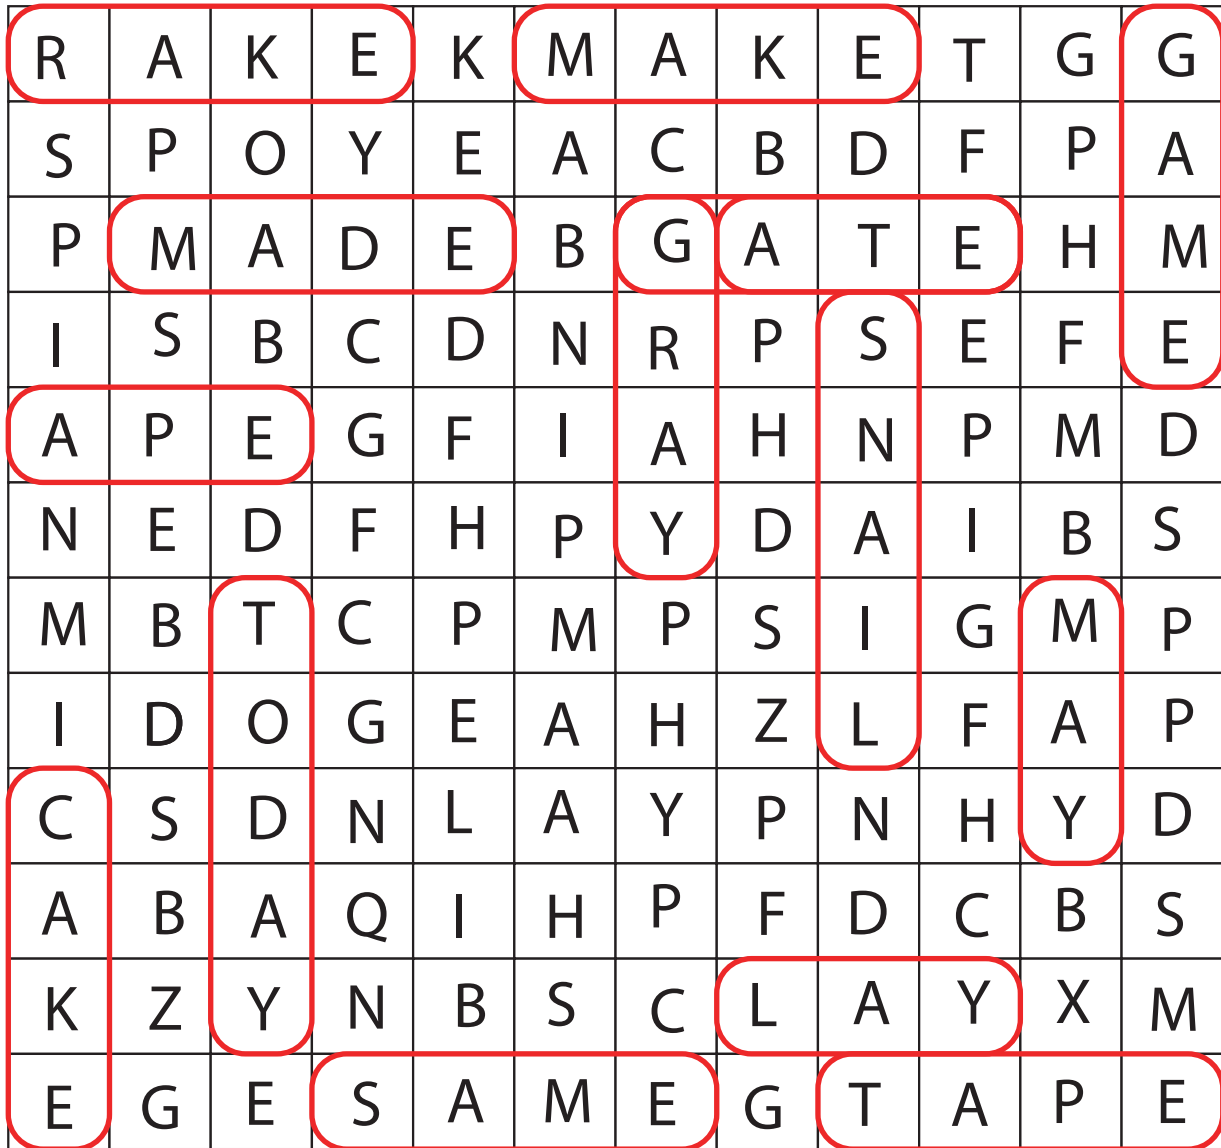 R A K E K M A K E T G G
S P O Y E A C B D F P A
P M A D E B G A T E H M
I S B C D N R P S E F E
A P E G F I A H N P M D
N E D F H P Y D A I B S
M B T C P M P S I G M P
I D O G E A H Z L F A P
C S D N L A Y P N H Y D
A B A Q I H P F D C B S
K Z Y N B S C L A Y X M
E G E S A M E G T A P E